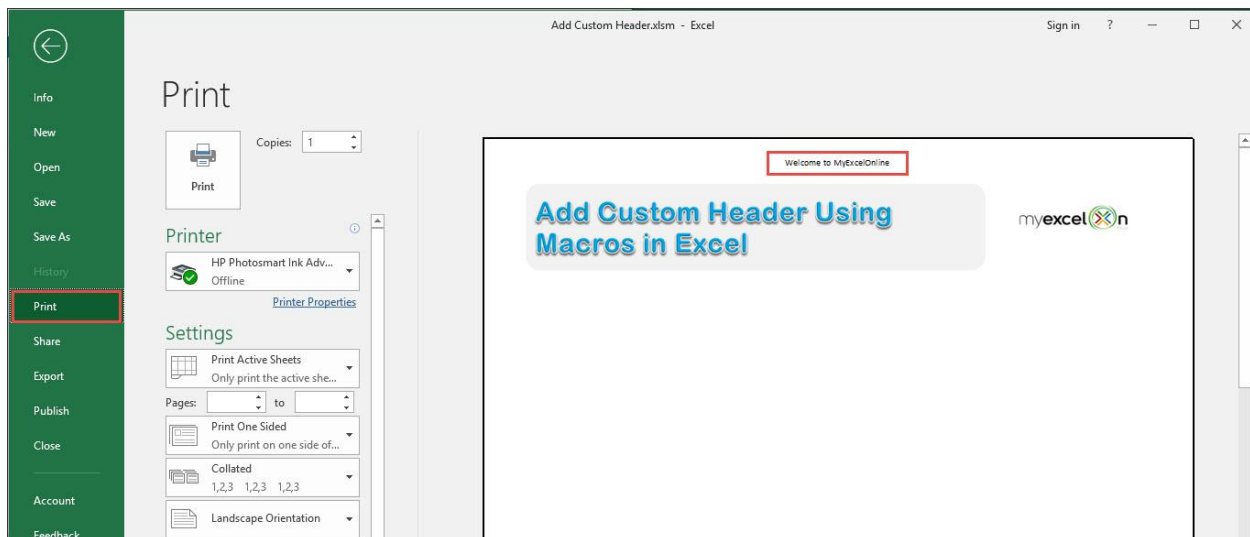 Add Custom Header.xlsm - Excel
Sign in ?
Info
New
Open
Save
Save As
History
Print
Share
Export
Publish
Close
Account
Feedback
Print
Copies: 1
Print
Printer
HP Photosmart Ink Adv...
Offline
Printer Properties
Settings
Print Active Sheets
Only print the active she...
Pages: to
Print One Sided
Only print on one side of...
Collated
1,2,3 1,2,3 1,2,3
Landscape Orientation
Welcome to MyExcelOnline
Add Custom Header Using
Macros in Excel
myexcel n